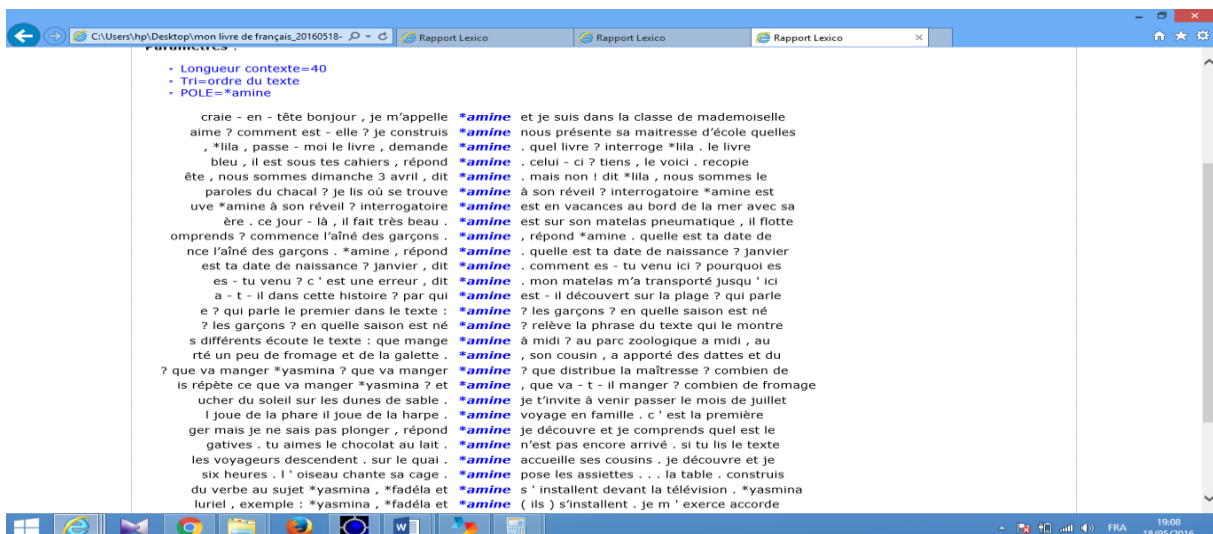 C:\Users\hp\Desktop\mon livre de français_20160518-
Rapport Lexico
Rapport Lexico
Rapport Lexico
Paramètres :
Longueur contexte=40
Tri=ordre du texte
POLE=*amine
craie - en - tête bonjour , je m’appelle *amine et je suis dans la classe de mademoiselle
aime ? comment est - elle ? je construis *amine nous présente sa maitresse d’école quelles
, *lila , passe - moi le livre , demande *amine . quel livre ? interroge *lila . le livre
bleu , il est sous tes cahiers , répond *amine . celui - ci ? tiens , le voici . recopie
ête , nous sommes dimanche 3 avril , dit *amine . mais non ! dit *lila , nous sommes le
paroles du chacal ? je lis où se trouve *amine à son réveil ? interrogatoire *amine est
uve *amine à son réveil ? interrogatoire *amine est en vacances au bord de la mer avec sa
ère . ce jour - là , il fait très beau . *amine est sur son matelas pneumatique , il flotte
omprends ? commence l’aîné des garçons . *amine , répond *amine . quelle est ta date de
nce l’aîné des garçons . *amine , répond *amine . quelle est ta date de naissance ? janvier
est ta date de naissance ? janvier , dit *amine . comment es - tu venu ici ? pourquoi es
es - tu venu ? c ' est une erreur , dit *amine . mon matelas m’a transporté jusqu ' ici
a - t - il dans cette histoire ? par qui *amine est - il découvert sur la plage ? qui parle
e ? qui parle le premier dans le texte : *amine ? les garçons ? en quelle saison est né
? les garçons ? en quelle saison est né *amine ? relève la phrase du texte qui le montre
s différents écoute le texte : que mange *amine à midi ? au parc zoologique a midi , au
rté un peu de fromage et de la galette . *amine , son cousin , a apporté des dattes et du
? que va manger *yasmina ? que va manger *amine ? que distribue la maîtresse ? combien de
is répète ce que va manger *yasmina ? et *amine , que va - t - il manger ? combien de fromage
ucher du soleil sur les dunes de sable . *amine je t’invite à venir passer le mois de juillet
l joue de la phare il joue de la harpe . *amine voyage en famille . c ' est la première
ger mais je ne sais pas plonger , répond *amine je découvre et je comprends quel est le
gatives . tu aimes le chocolat au lait . *amine n’est pas encore arrivé . si tu lis le texte
les voyageurs descendent . sur le quai . *amine accueille ses cousins . je découvre et je
six heures . l ' oiseau chante sa cage . *amine pose les assiettes . . . la table . construis
du verbe au sujet *yasmina , *fadéla et *amine s ' installent devant la télévision . *yasmina
luriel , exemple : *yasmina , *fadéla et *amine ( ils ) s’installent . je m ' exerce accorde
FRA
19:08
18/05/2016